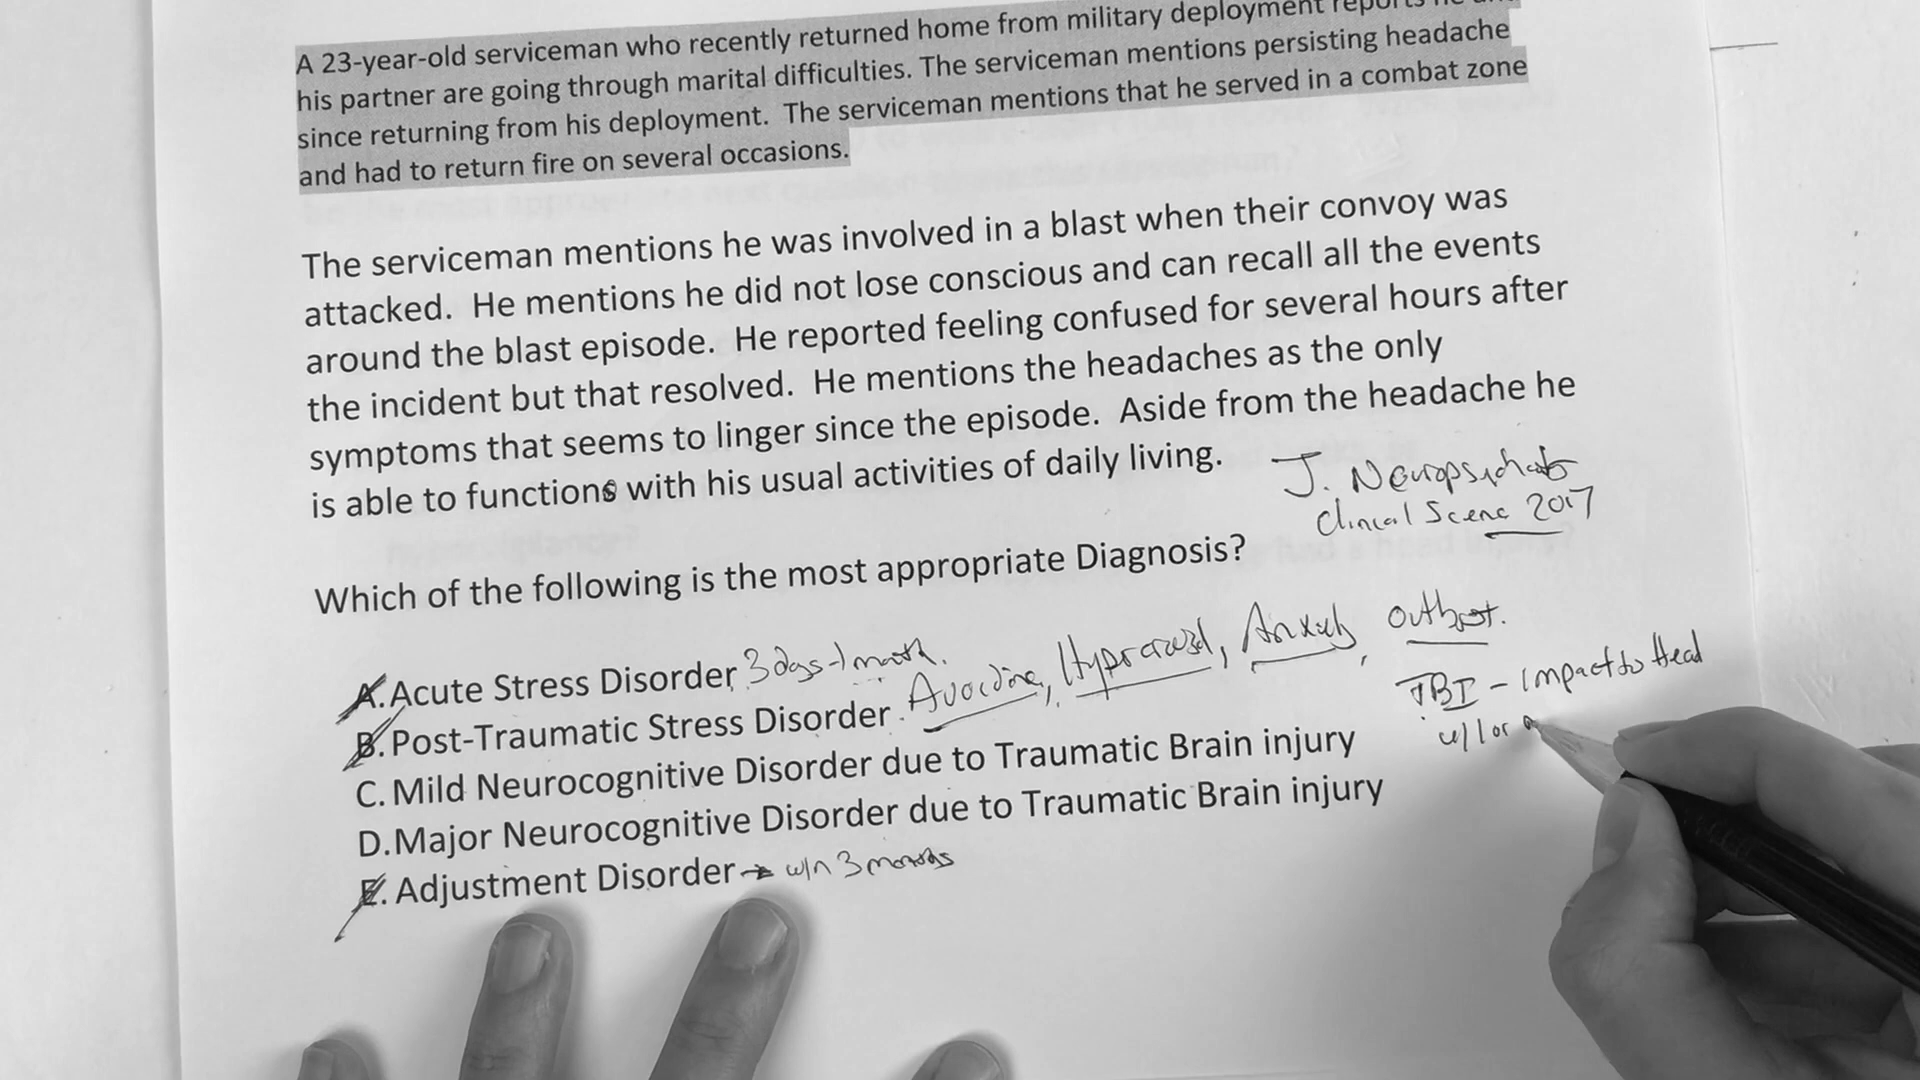 A 23-year-old serviceman who recently returned home from military deployment reports he and
his partner are going through marital difficulties. The serviceman mentions persisting headache
since returning from his deployment. The serviceman mentions that he served in a combat zone
and had to return fire on several occasions.
The serviceman mentions he was involved in a blast when their convoy was
attacked. He mentions he did not lose conscious and can recall all the events
around the blast episode. He reported feeling confused for several hours after
the incident but that resolved. He mentions the headaches as the only
symptoms that seems to linger since the episode. Aside from the headache he
is able to functions with his usual activities of daily living.
J.
Clinical 2017
Which of the following is the most appropriate Diagnosis?
A. Acute Stress Disorder 3 days-1 month.
B. Post-Traumatic Stress Disorder.
C. Mild Neurocognitive Disorder due to Traumatic Brain injury
D. Major Neurocognitive Disorder due to Traumatic Brain injury
E. Adjustment Disorder → w/n 3 months
TBI - Impact to Head
w/